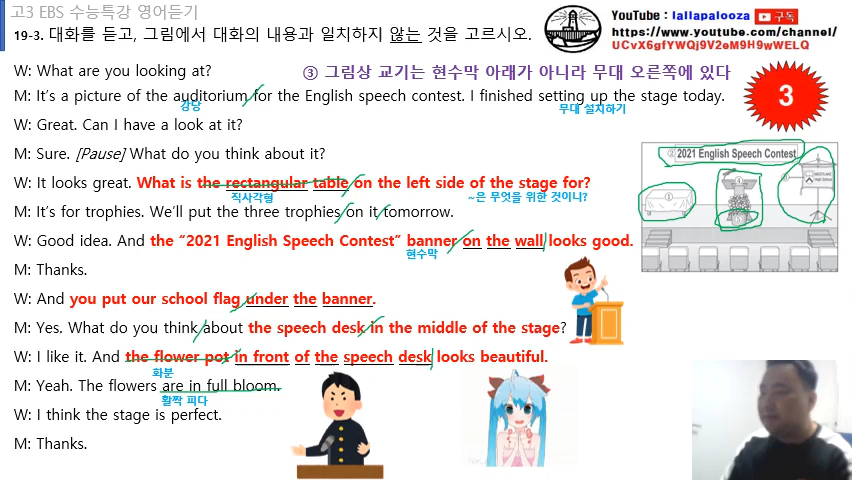 고3 EBS 수능특강 영어듣기
19-3. 대화를 듣고, 그림에서 대화의 내용과 일치하지 않는 것을 고르시오.
YouTube : lallapalooza 구독
https://www.youtube.com/channel/
UCvX6gfYWQj9V2eM9H9wWELQ
W: What are you looking at?
③ 그림상 교기는 현수막 아래가 아니라 무대 오른쪽에 있다
M: It's a picture of the auditorium for the English speech contest. I finished setting up the stage today.
강당
무대 설치하기
3
W: Great. Can I have a look at it?
M: Sure. [Pause] What do you think about it?
② 2021 English Speech Contest
W: It looks great. What is the rectangular table on the left side of the stage for?
직사각형
~은 무엇을 위한 것이니?
M: It's for trophies. We'll put the three trophies on it tomorrow.
W: Good idea. And the "2021 English Speech Contest" banner on the wall looks good.
현수막
M: Thanks.
W: And you put our school flag under the banner.
M: Yes. What do you think about the speech desk in the middle of the stage?
W: I like it. And the flower pot in front of the speech desk looks beautiful.
화분
M: Yeah. The flowers are in full bloom.
활짝 피다
W: I think the stage is perfect.
M: Thanks.